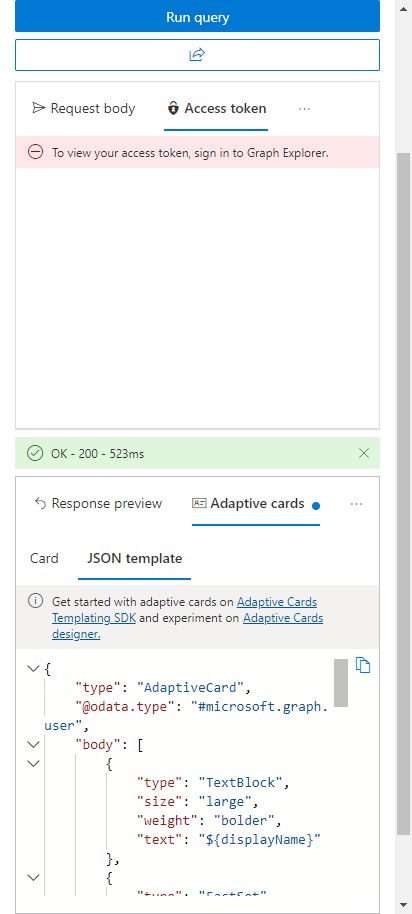 Run query
Request body Access token ...
To view your access token, sign in to Graph Explorer.
OK - 200 - 523ms
Response preview Adaptive cards ...
Card JSON template
Get started with adaptive cards on Adaptive Cards
Templating SDK and experiment on Adaptive Cards
designer.
{
"type": "AdaptiveCard",
"@odata.type": "#microsoft.graph.
user",
"body": [
{
"type": "TextBlock",
"size": "large",
"weight": "bolder",
"text": "${displayName}"
},
{
"type": "FactSet"